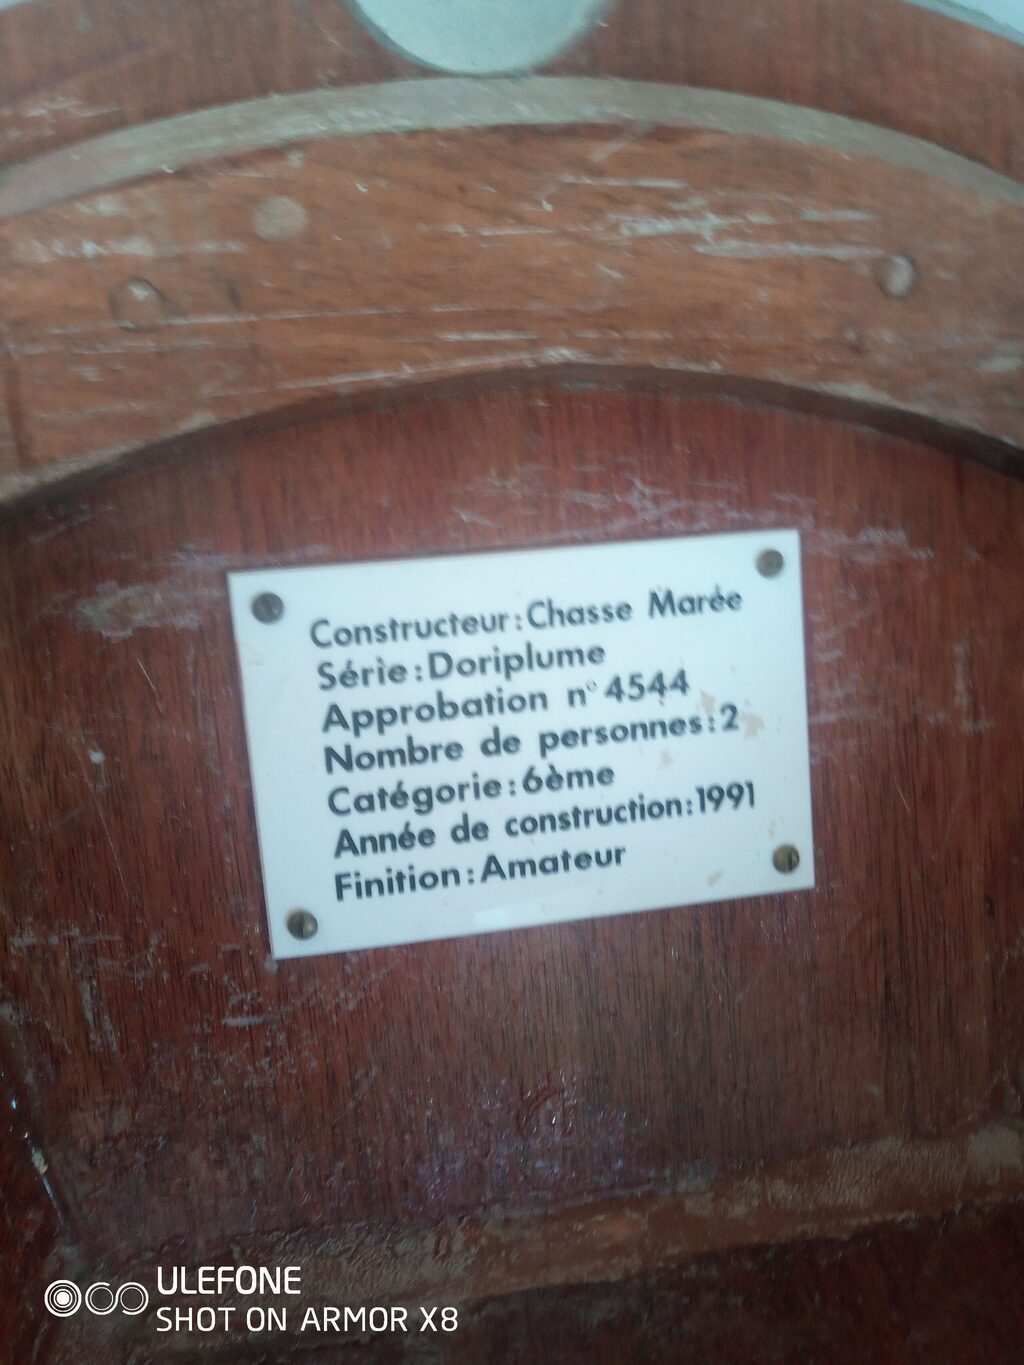 Constructeur : Chasse Marée
Série : Doriplume
Approbation n° 4544
Nombre de personnes : 2
Catégorie : 6ème
Année de construction : 1991
Finition : Amateur
ULEFONE
SHOT ON ARMOR X8